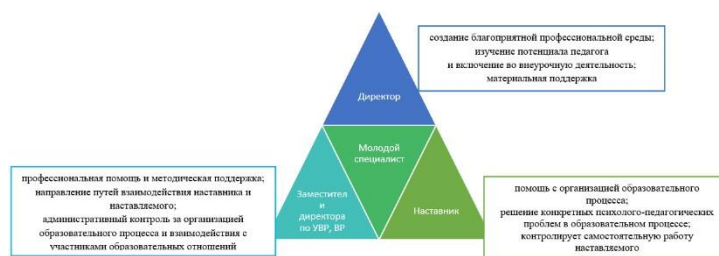 создание благоприятной профессиональной среды;
изучение потенциала педагога
и включение во внеурочную деятельность;
материальная поддержка
Директор
Молодой
специалист
Заместител
и
директора
по УВР, ВР
Наставник
профессиональная помощь и методическая поддержка;
направление путей взаимодействия наставника и
наставляемого;
административный контроль за организацией
образовательного процесса и взаимодействия с
участниками образовательных отношений
помощь с организацией образовательного
процесса;
решение конкретных психолого-педагогических
проблем в образовательном процессе;
контролирует самостоятельную работу
наставляемого